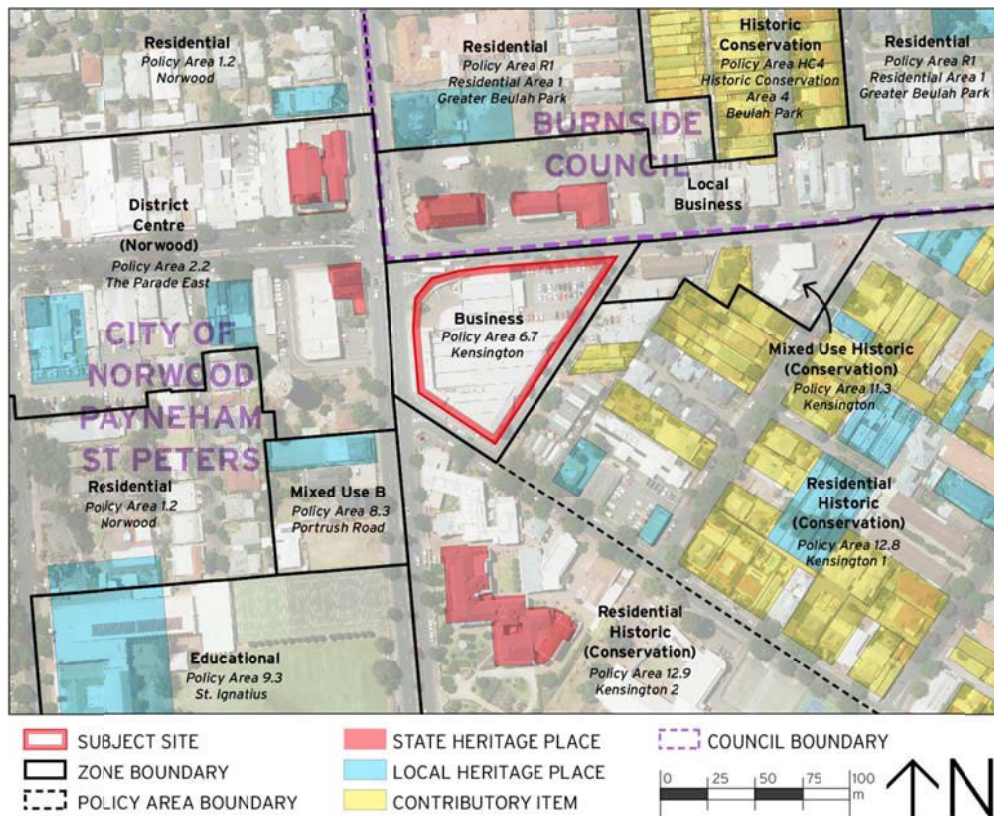 Residential
Policy Area 1.2
Norwood
Residential
Policy Area R1
Residential Area 1
Greater Beulah Park
Historic
Conservation
Policy Area HC4
Historic Conservation
Area 4
Beulah Park
Residential
Policy Area R1
Residential Area 1
Greater Beulah Park
BURNSIDE
COUNCIL
Local
Business
District
Centre
(Norwood)
Policy Area 2.2
The Parade East
CITY OF
NORWOOD
PAYNEHAM
ST PETERS
Business
Policy Area 6.7
Kensington
Mixed Use Historic
(Conservation)
Policy Area 11.3
Kensington
Residential
Policy Area 1.2
Norwood
Mixed Use B
Policy Area 8.3
Portrush Road
Residential
Historic
(Conservation)
Policy Area 12.8
Kensington 1
Residential
Historic
(Conservation)
Policy Area 12.9
Kensington 2
Educational
Policy Area 9.3
St. Ignatius
SUBJECT SITE
ZONE BOUNDARY
POLICY AREA BOUNDARY
STATE HERITAGE PLACE
LOCAL HERITAGE PLACE
CONTRIBUTORY ITEM
COUNCIL BOUNDARY
0 25 50 75 100
m
N